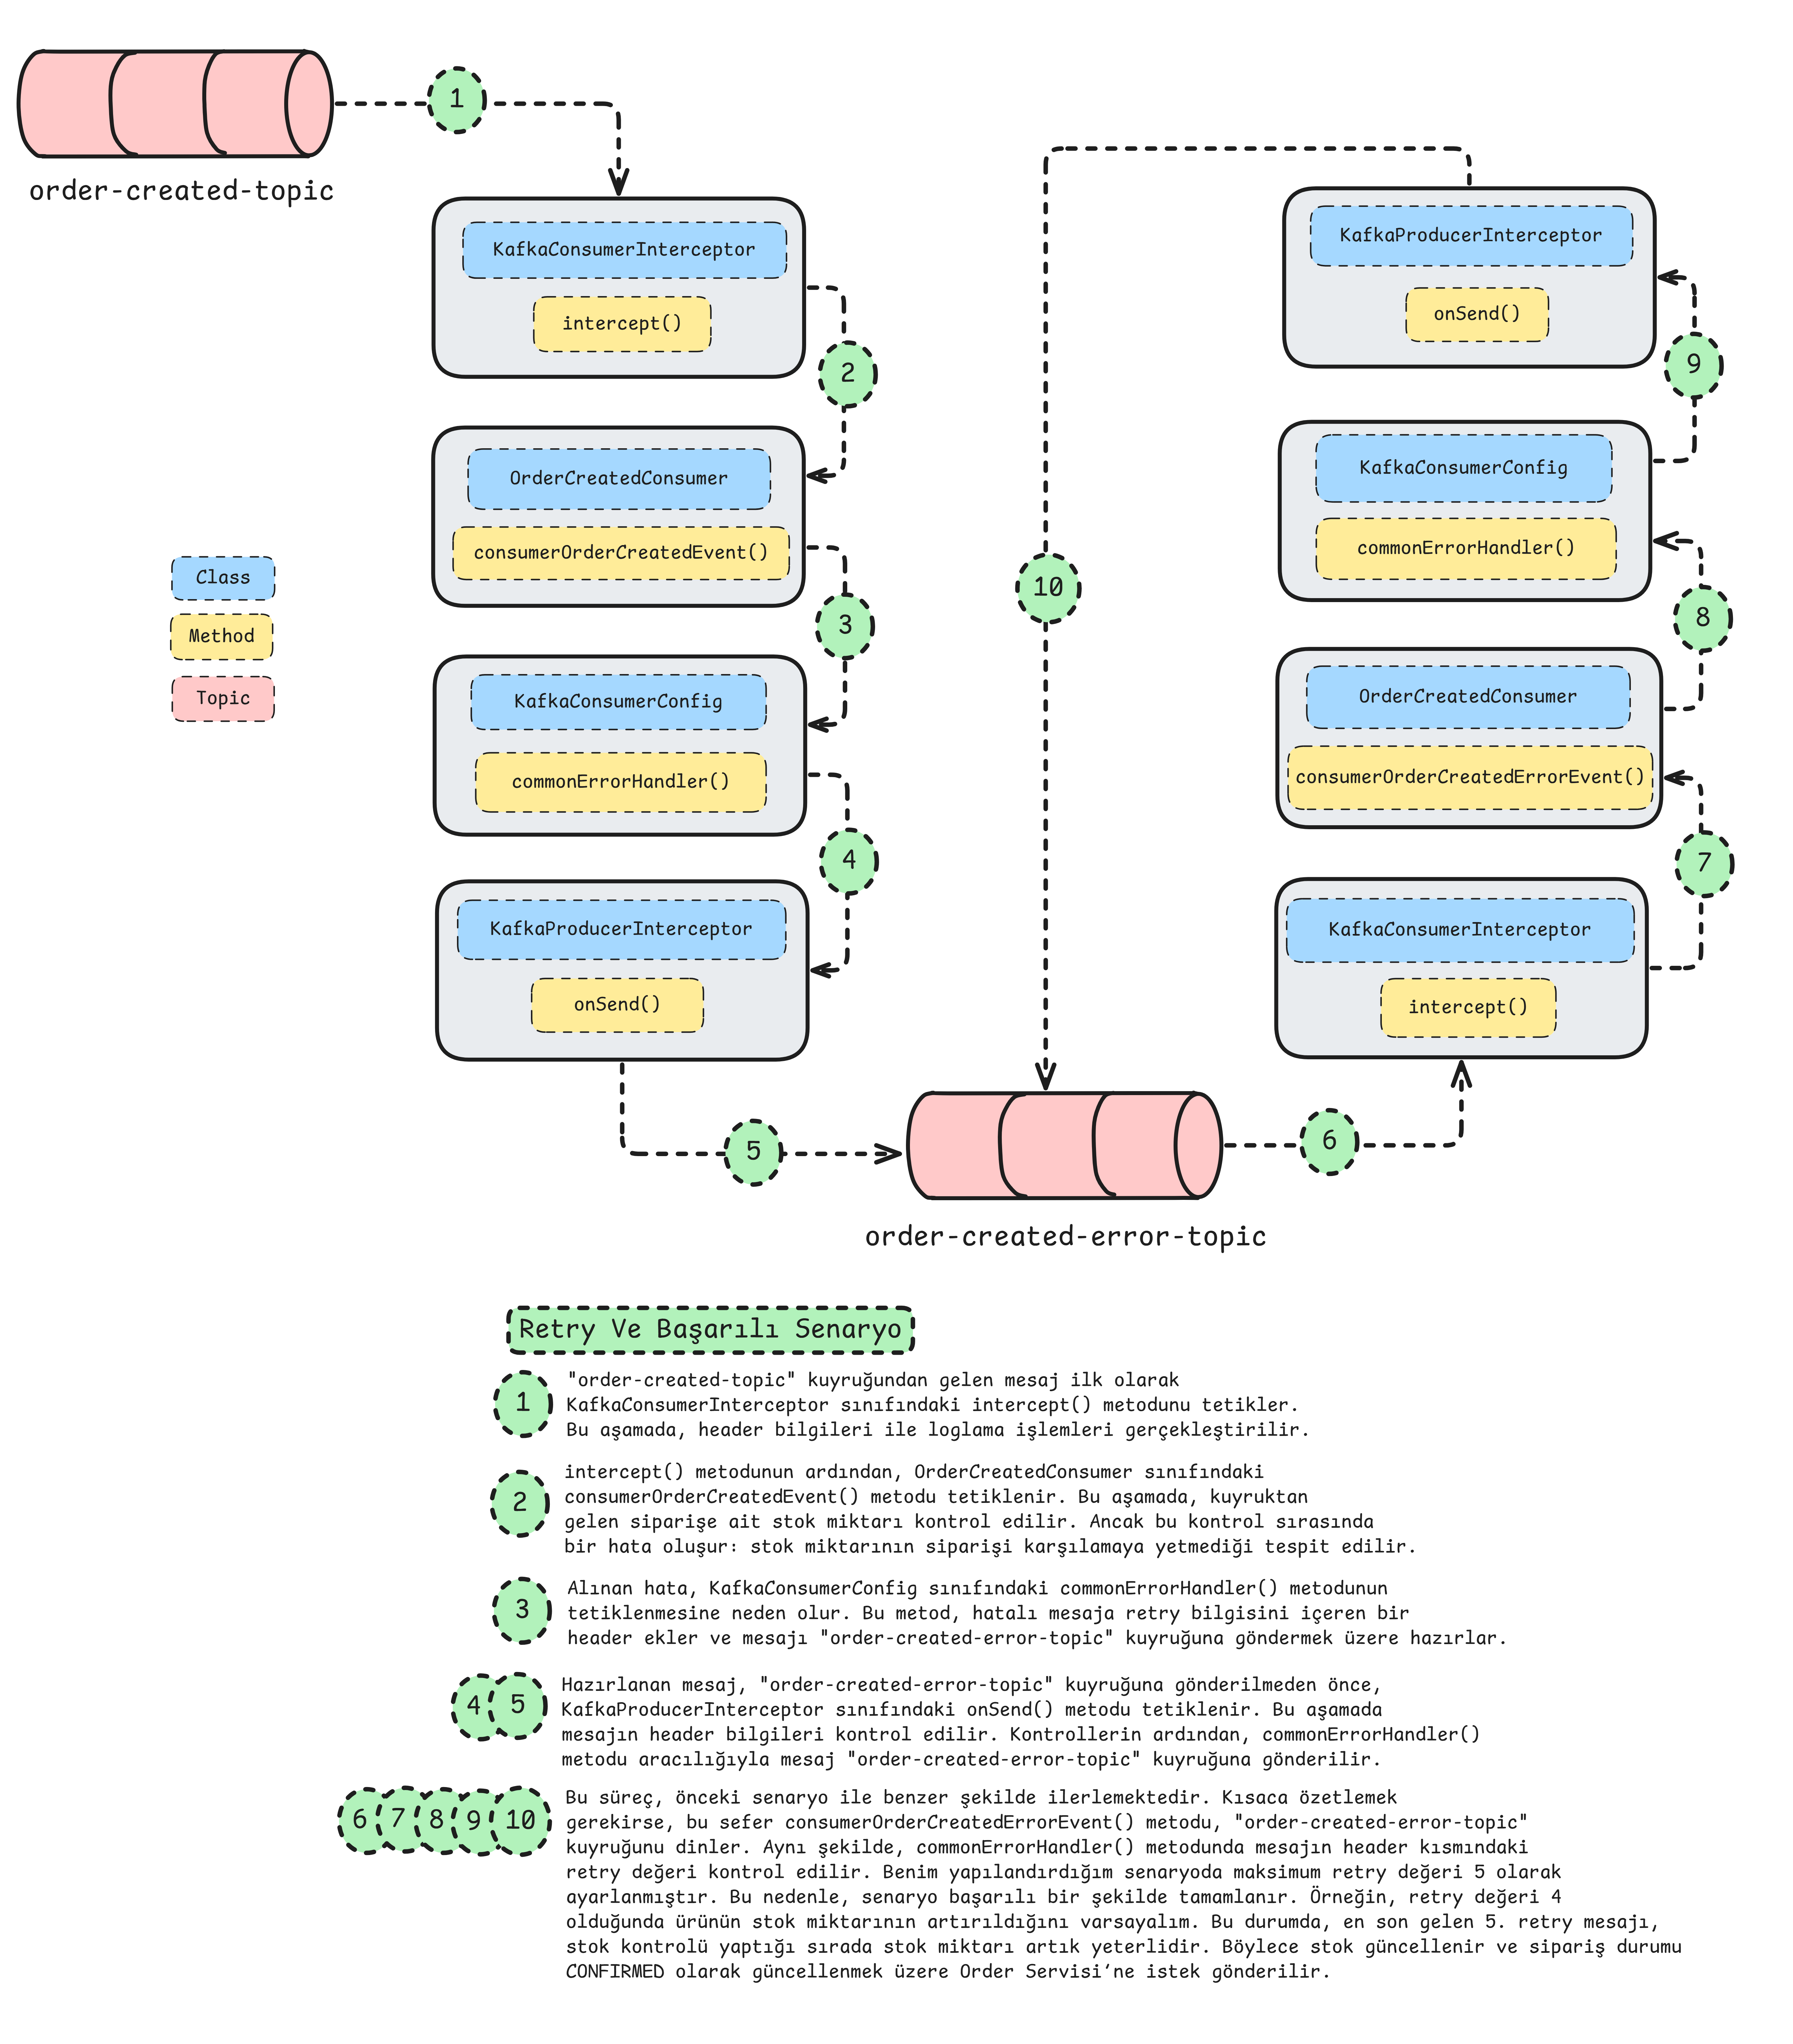 1
order-created-topic
KafkaConsumerInterceptor
intercept()
2
OrderCreatedConsumer
consumerOrderCreatedEvent()
3
KafkaConsumerConfig
commonErrorHandler()
4
KafkaProducerInterceptor
onSend()
5
Class
Method
Topic
order-created-error-topic
6
KafkaConsumerInterceptor
intercept()
7
OrderCreatedConsumer
consumerOrderCreatedErrorEvent()
8
KafkaConsumerConfig
commonErrorHandler()
9
KafkaProducerInterceptor
onSend()
10
Retry Ve Başarılı Senaryo
1
"order-created-topic" kuyruğundan gelen mesaj ilk olarak
KafkaConsumerInterceptor sınıfındaki intercept() metodunu tetikler.
Bu aşamada, header bilgileri ile loglama işlemleri gerçekleştirilir.
2
intercept() metodunun ardından, OrderCreatedConsumer sınıfındaki
consumerOrderCreatedEvent() metodu tetiklenir. Bu aşamada, kuyruktan
gelen siparişe ait stok miktarı kontrol edilir. Ancak bu kontrol sırasında
bir hata oluşur: stok miktarının siparişi karşılamaya yetmediği tespit edilir.
3
Alınan hata, KafkaConsumerConfig sınıfındaki commonErrorHandler() metodunun
tetiklenmesine neden olur. Bu metod, hatalı mesaja retry bilgisini içeren bir
header ekler ve mesajı "order-created-error-topic" kuyruğuna göndermek üzere hazırlar.
4 5
Hazırlanan mesaj, "order-created-error-topic" kuyruğuna gönderilmeden önce,
KafkaProducerInterceptor sınıfındaki onSend() metodu tetiklenir. Bu aşamada
mesajın header bilgileri kontrol edilir. Kontrollerin ardından, commonErrorHandler()
metodu aracılığıyla mesaj "order-created-error-topic" kuyruğuna gönderilir.
6 7 8 9 10
Bu süreç, önceki senaryo ile benzer şekilde ilerlemektedir. Kısaca özetlemek
gerekirse, bu sefer consumerOrderCreatedErrorEvent() metodu, "order-created-error-topic"
kuyruğunu dinler. Aynı şekilde, commonErrorHandler() metodunda mesajın header kısmındaki
retry değeri kontrol edilir. Benim yapılandırdığım senaryoda maksimum retry değeri 5 olarak
ayarlanmıştır. Bu nedenle, senaryo başarılı bir şekilde tamamlanır. Örneğin, retry değeri 4
olduğunda ürünün stok miktarının artırıldığını varsayalım. Bu durumda, en son gelen 5. retry mesajı,
stok kontrolü yaptığı sırada stok miktarı artık yeterlidir. Böylece stok güncellenir ve sipariş durumu
CONFIRMED olarak güncellenmek üzere Order Servisi’ne istek gönderilir.